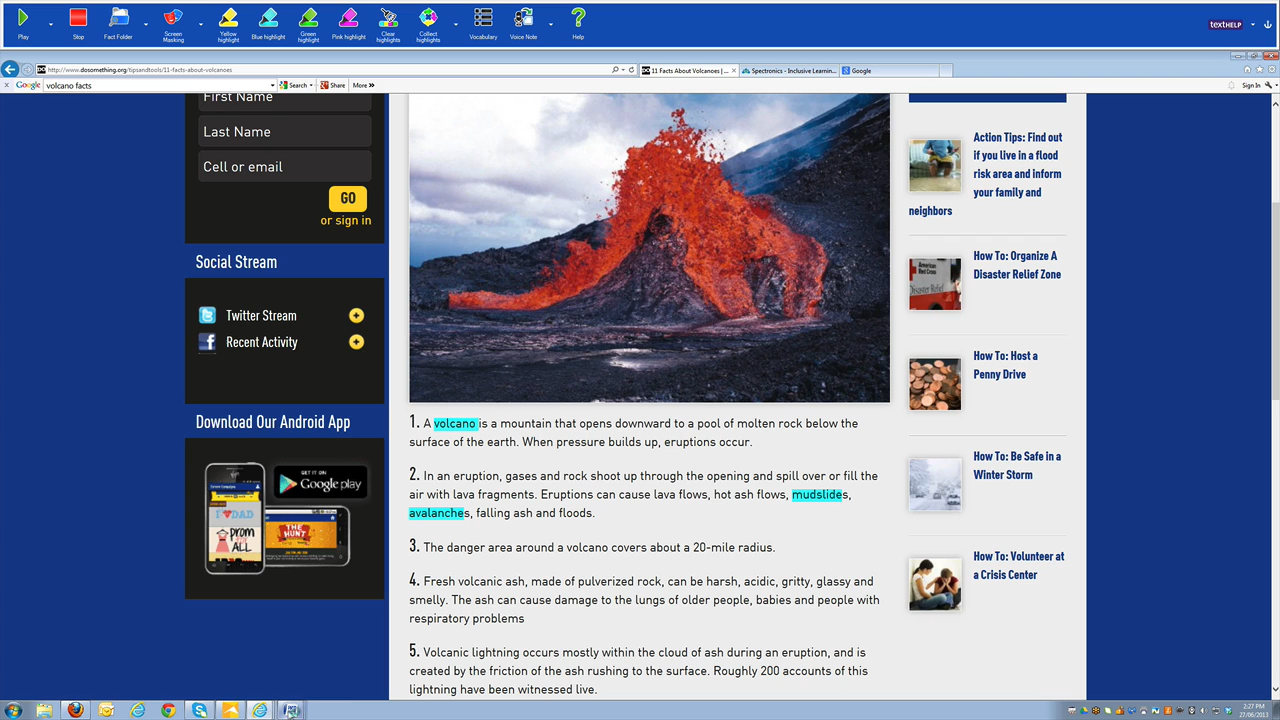 Play
Stop
Fact Folder
Screen Masking
Yellow highlight
Blue highlight
Green highlight
Pink highlight
Clear highlights
Collect highlights
Vocabulary
Voice Note
Help
textHELP
http://www.dosomething.org/tipsandtools/11-facts-about-volcanoes
11 Facts About Volcanoes | ...
Spectronics - Inclusive Learnin...
Google
x Google volcano facts
Search
Share
More »
Sign In
First Name
Last Name
Cell or email
GO
or sign in
Social Stream
Twitter Stream
Recent Activity
Download Our Android App
GET IT ON
Google play
I DAD
prom
ALL
THE HUNT
1. A volcano is a mountain that opens downward to a pool of molten rock below the
surface of the earth. When pressure builds up, eruptions occur.
2. In an eruption, gases and rock shoot up through the opening and spill over or fill the
air with lava fragments. Eruptions can cause lava flows, hot ash flows, mudslides,
avalanches, falling ash and floods.
3. The danger area around a volcano covers about a 20-mile radius.
4. Fresh volcanic ash, made of pulverized rock, can be harsh, acidic, gritty, glassy and
smelly. The ash can cause damage to the lungs of older people, babies and people with
respiratory problems
5. Volcanic lightning occurs mostly within the cloud of ash during an eruption, and is
created by the friction of the ash rushing to the surface. Roughly 200 accounts of this
lightning have been witnessed live.
Action Tips: Find out
if you live in a flood
risk area and inform
your family and
neighbors
American
Red Cross
Disaster Relief
How To: Organize A
Disaster Relief Zone
How To: Host a
Penny Drive
How To: Be Safe in a
Winter Storm
How To: Volunteer at
a Crisis Center
2:27 PM
27/06/2013